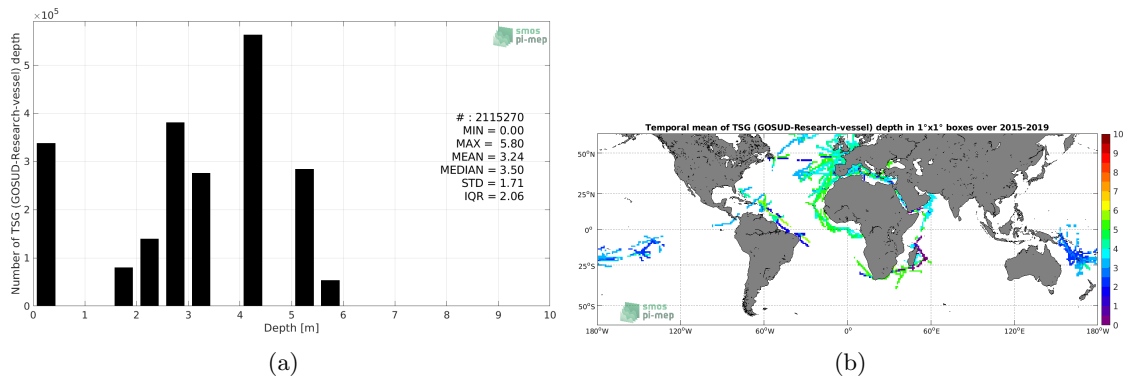 ×10⁵
smos
pi-mep
Number of TSG (GOSUD-Research-vessel) depth
5
4
3
2
1
0
# : 2115270
MIN = 0.00
MAX = 5.80
MEAN = 3.24
MEDIAN = 3.50
STD = 1.71
IQR = 2.06
0 1 2 3 4 5 6 7 8 9 10
Depth [m]
(a)
Temporal mean of TSG (GOSUD-Research-vessel) depth in 1°x1° boxes over 2015-2019
50°N
25°N
0°
25°S
50°S
smos
pi-mep
180°W 120°W 60°W 0° 60°E 120°E 180°W
10
9
8
7
6
5
4
3
2
1
0
(b)